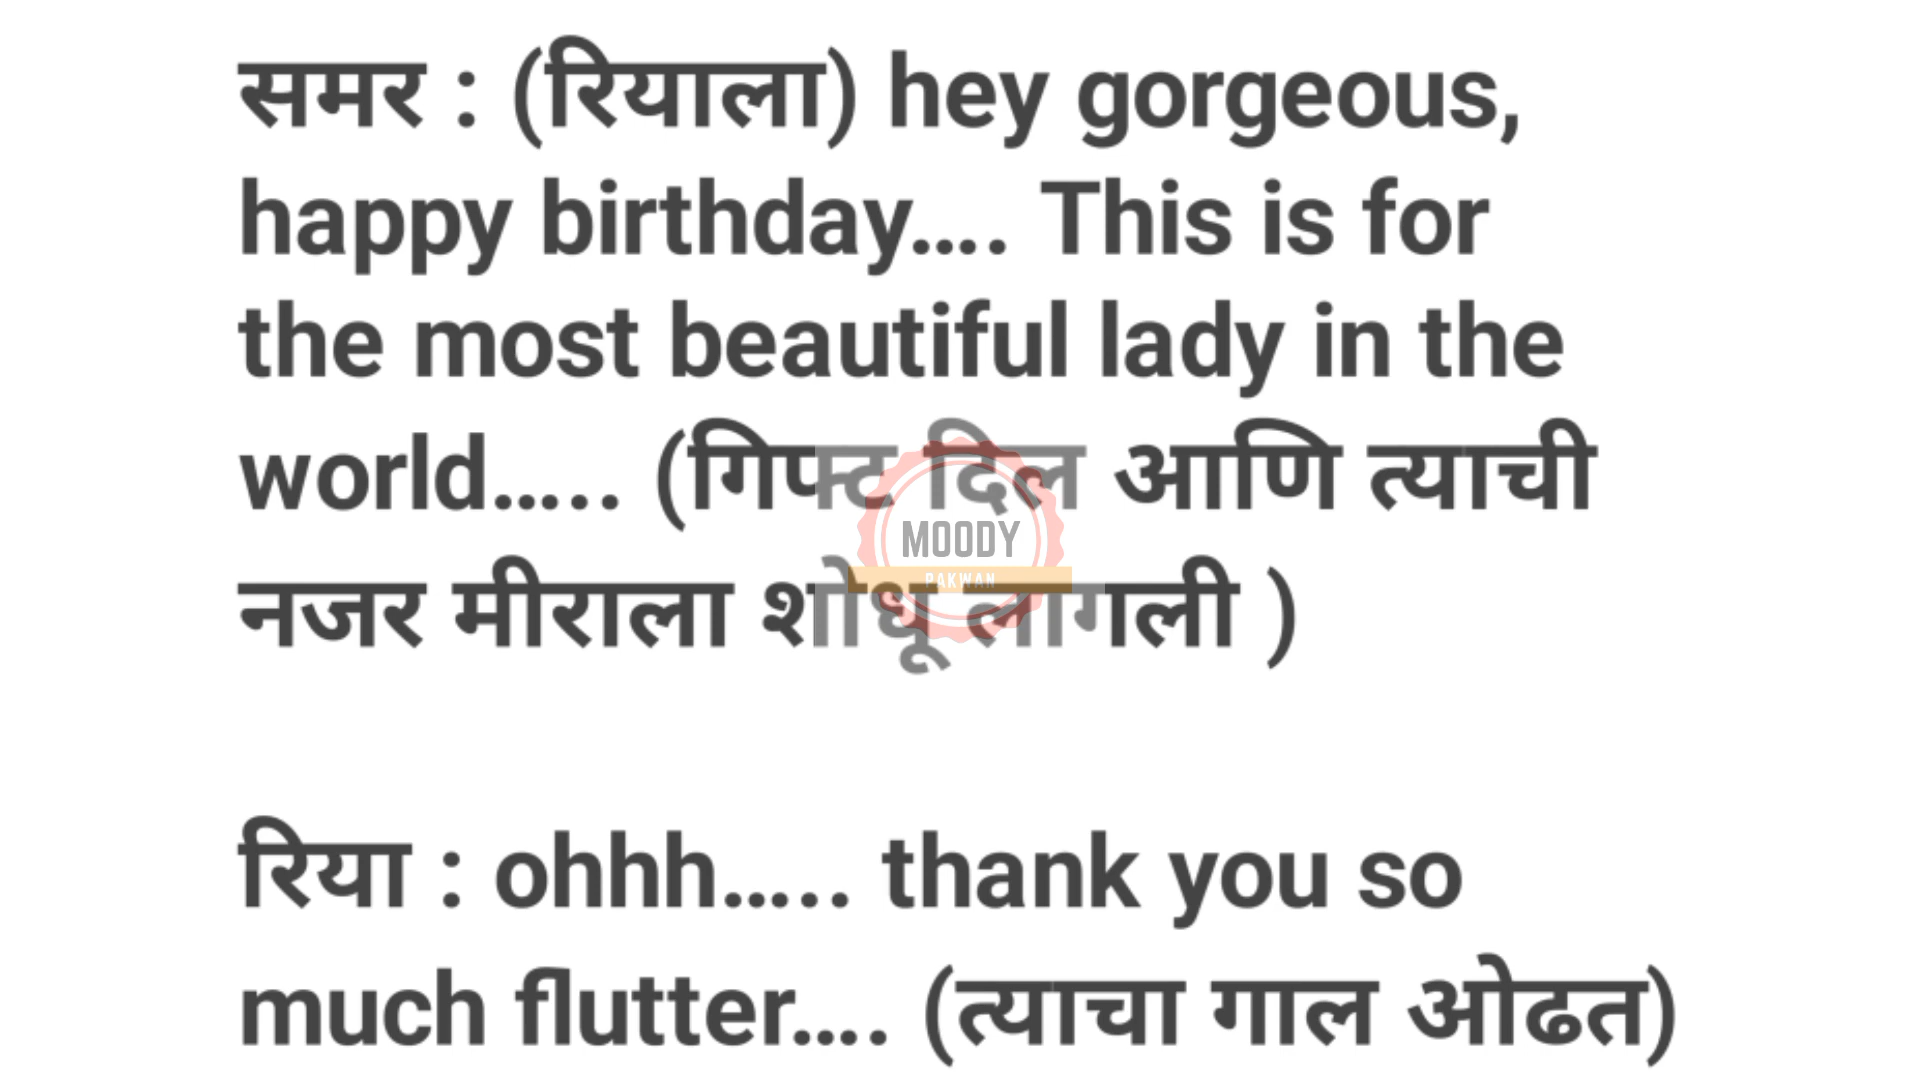 समर : (रियाला) hey gorgeous,
happy birthday.... This is for
the most beautiful lady in the
world..... (गिफ्ट दिल आणि त्याची
MOODY
PAKWAN
नजर मीराला शोधू लागली )
रिया : ohhh..... thank you so
much flutter.... (त्याचा गाल ओढत)